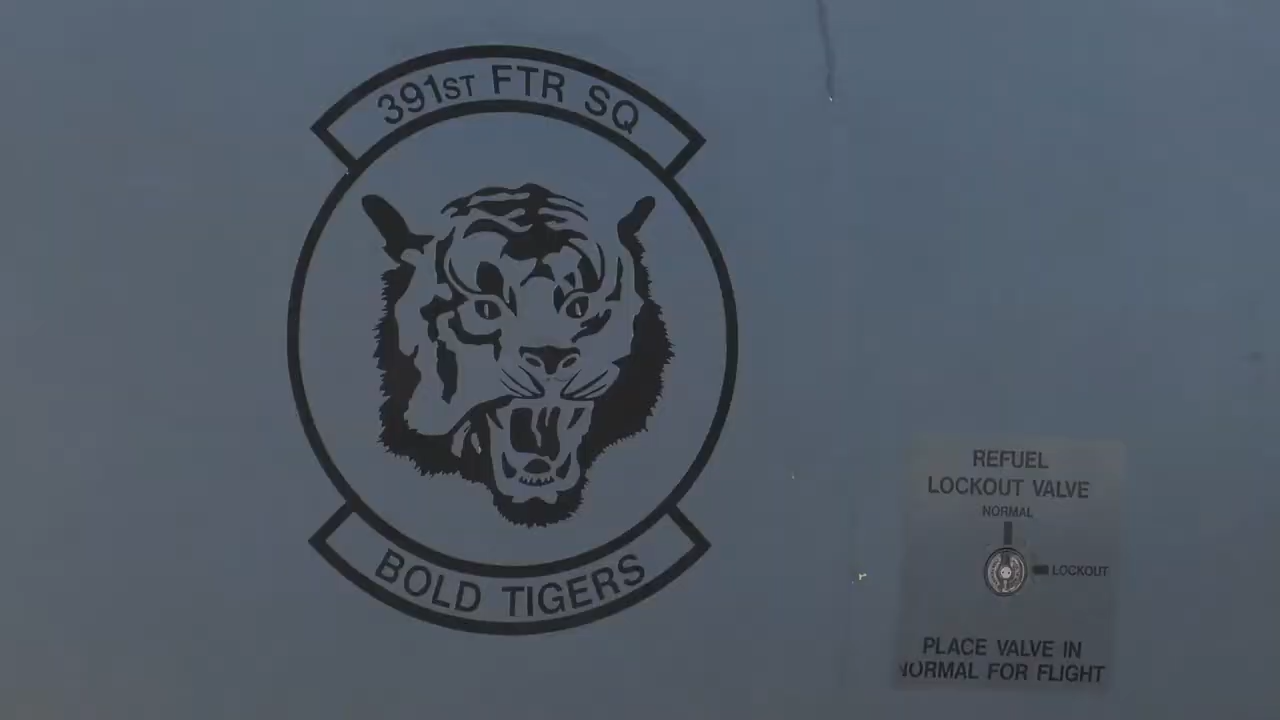 391ST FTR SQ
BOLD TIGERS
REFUEL
LOCKOUT VALVE
NORMAL
LOCKOUT
PLACE VALVE IN
NORMAL FOR FLIGHT